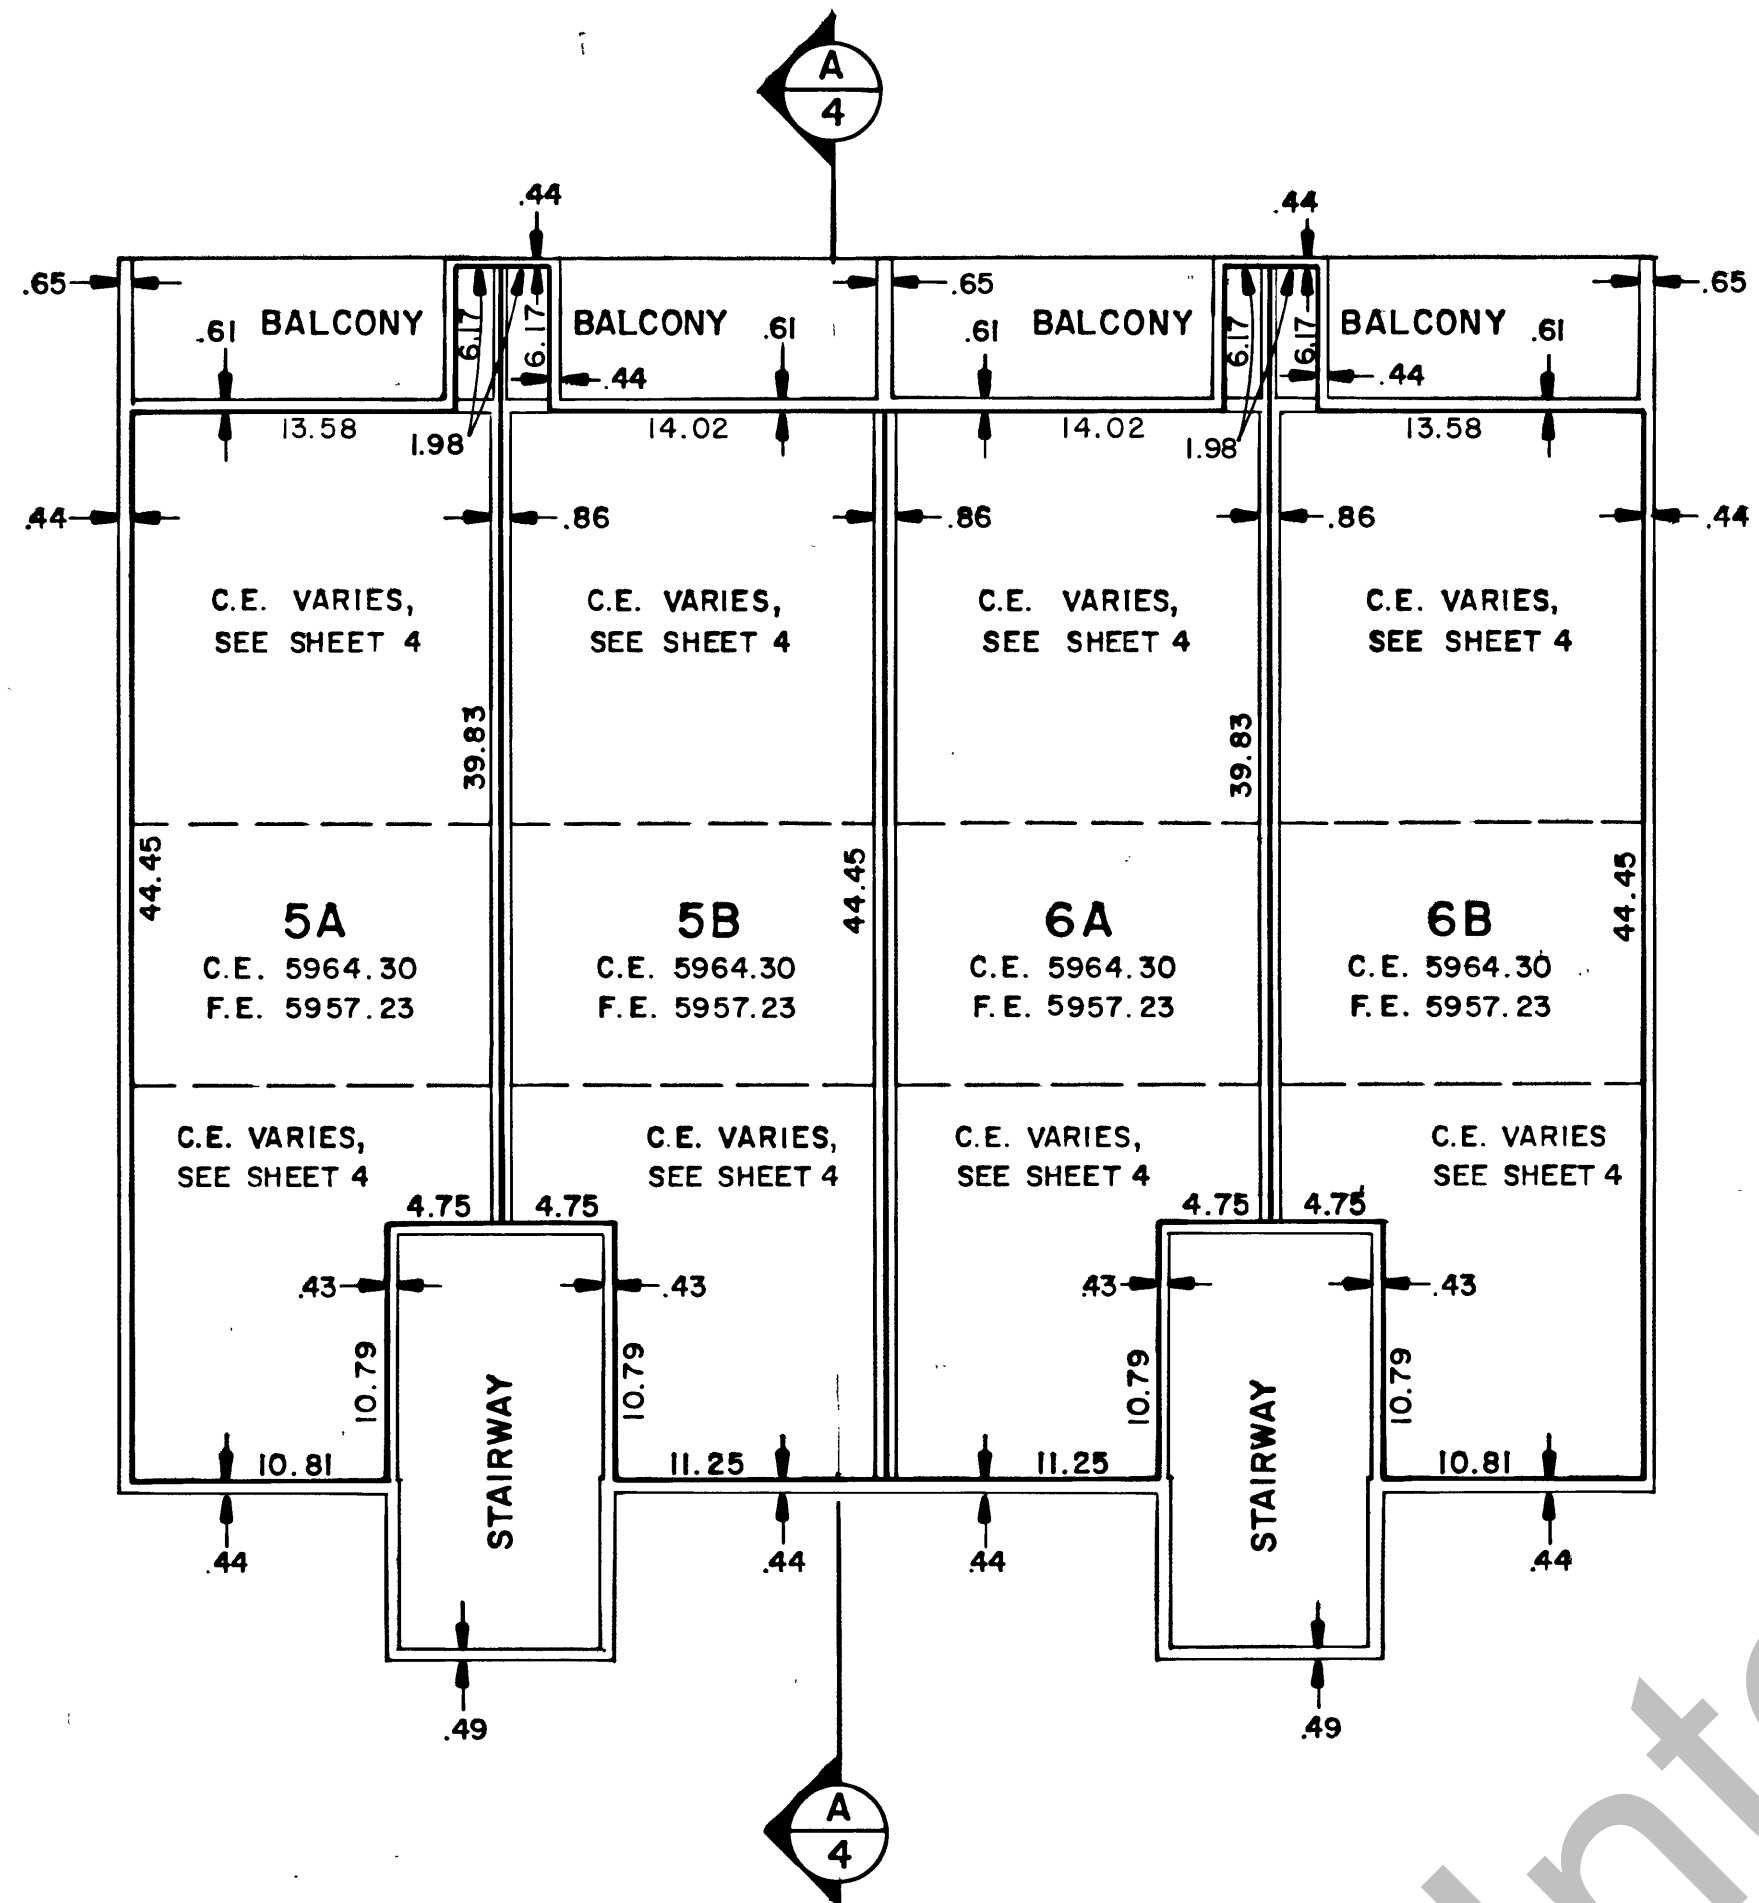 A
4
.44
.44
.65
.65
.65
BALCONY
BALCONY
BALCONY
BALCONY
.61
.61
.61
.61
6.17
6.17
6.17
6.17
.44
.44
13.58
14.02
14.02
13.58
1.98
1.98
.44
.86
.86
.86
.44
C.E. VARIES,
SEE SHEET 4
C.E. VARIES,
SEE SHEET 4
C.E. VARIES,
SEE SHEET 4
C.E. VARIES,
SEE SHEET 4
39.83
39.83
44.45
44.45
44.45
5A
C.E. 5964.30
F.E. 5957.23
5B
C.E. 5964.30
F.E. 5957.23
6A
C.E. 5964.30
F.E. 5957.23
6B
C.E. 5964.30
F.E. 5957.23
C.E. VARIES,
SEE SHEET 4
C.E. VARIES,
SEE SHEET 4
C.E. VARIES,
SEE SHEET 4
C.E. VARIES
SEE SHEET 4
4.75
4.75
4.75
4.75
.43
.43
.43
.43
10.79
10.79
10.79
10.79
STAIRWAY
STAIRWAY
10.81
11.25
11.25
10.81
.44
.44
.44
.44
.49
.49
A
4